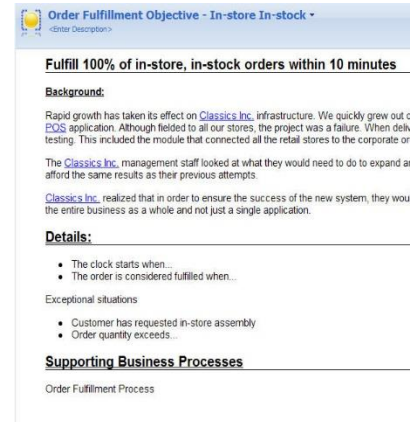 Order Fulfillment Objective - In-store In-stock
<Enter Description>
Fulfill 100% of in-store, in-stock orders within 10 minutes
Background:
Rapid growth has taken its effect on Classics Inc. infrastructure. We quickly grew out
POS application. Although fielded to all our stores, the project was a failure. When
testing. This included the module that connected all the retail stores to the corporate
The Classics Inc. management staff looked at what they would need to do to expand
afford the same results as their previous attempts.
Classics Inc. realized that in order to ensure the success of the new system, they
the entire business as a whole and not just a single application.
Details:
• The clock starts when...
• The order is considered fulfilled when...
Exceptional situations
• Customer has requested in-store assembly
• Order quantity exceeds...
Supporting Business Processes
Order Fulfillment Process